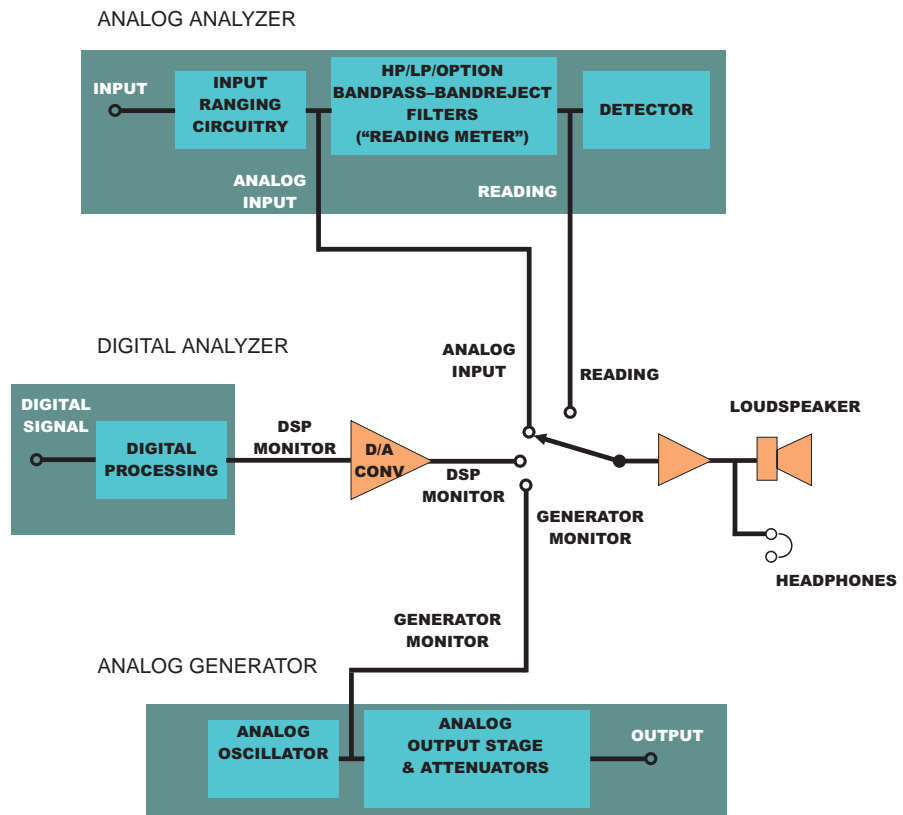 ANALOG ANALYZER
INPUT
INPUT
RANGING
CIRCUITRY
HP/LP/OPTION
BANDPASS–BANDREJECT
FILTERS
(“READING METER”)
DETECTOR
ANALOG
INPUT
READING
DIGITAL ANALYZER
ANALOG
INPUT
READING
LOUDSPEAKER
DIGITAL
SIGNAL
DIGITAL
PROCESSING
DSP
MONITOR
D/A
CONV
DSP
MONITOR
GENERATOR
MONITOR
HEADPHONES
GENERATOR
MONITOR
ANALOG GENERATOR
ANALOG
OSCILLATOR
ANALOG
OUTPUT STAGE
& ATTENUATORS
OUTPUT